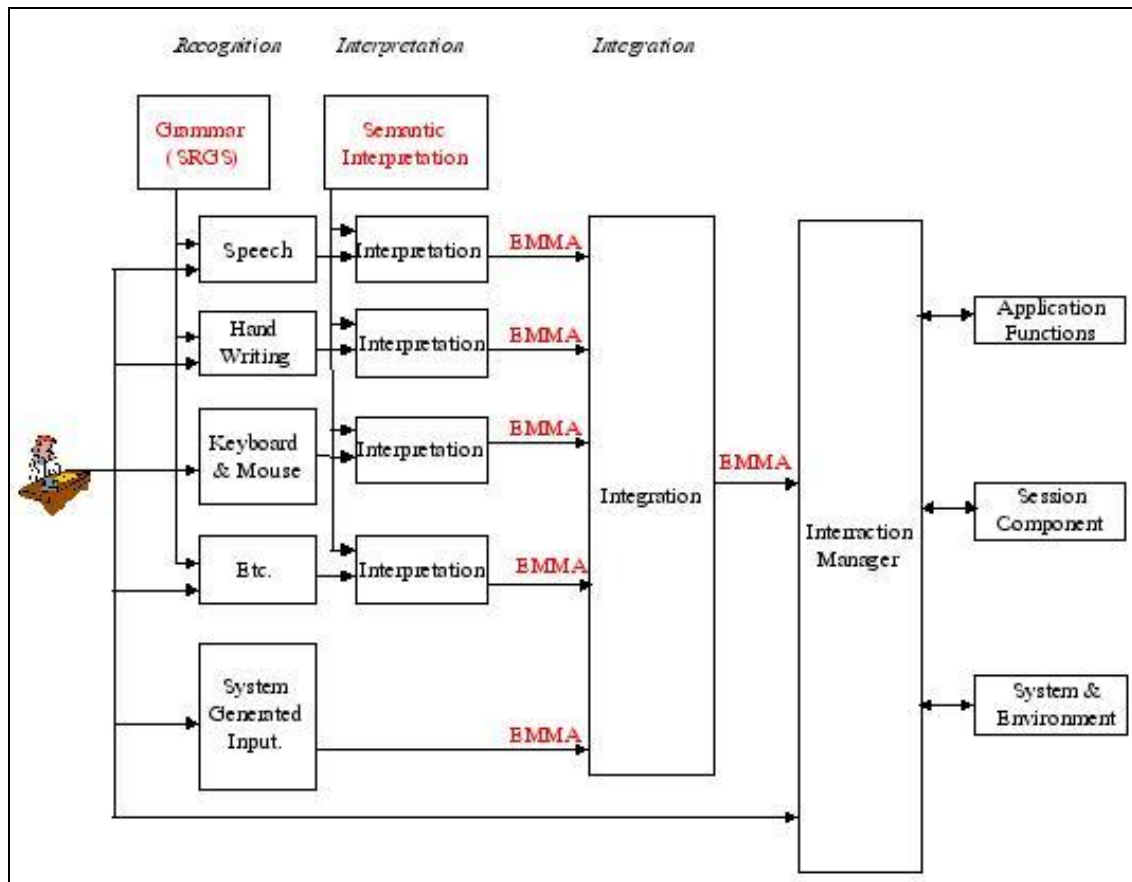 Recognition
Interpretation
Integration
Grammar
(SRGS)
Semantic
Interpretation
Speech
Interpretation
EMMA
Hand
Writing
Interpretation
EMMA
Keyboard
& Mouse
Interpretation
EMMA
Etc.
Interpretation
EMMA
System
Generated
Input.
EMMA
Integration
EMMA
Interraction
Manager
Application
Functions
Session
Component
System &
Environment